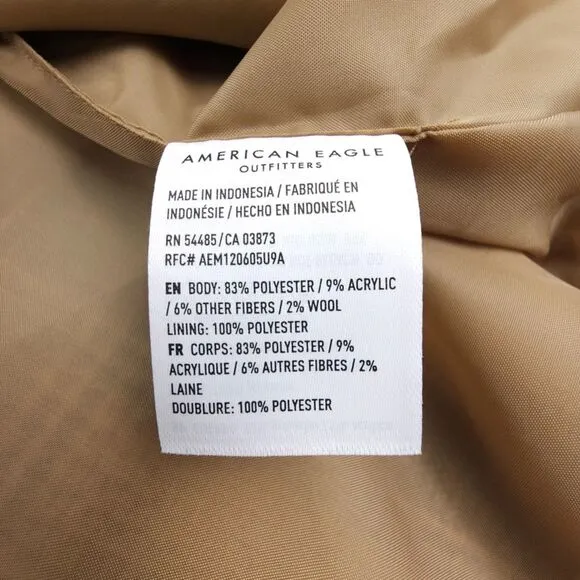 AMERICAN EAGLE
OUTFITTERS
MADE IN INDONESIA / FABRIQUÉ EN
INDONÉSIE / HECHO EN INDONESIA
RN 54485/CA 03873
RFC# AEM120605U9A
EN BODY: 83% POLYESTER / 9% ACRYLIC
/ 6% OTHER FIBERS / 2% WOOL
LINING: 100% POLYESTER
FR CORPS: 83% POLYESTER / 9%
ACRYLIQUE / 6% AUTRES FIBRES / 2%
LAINE
DOUBLURE: 100% POLYESTER